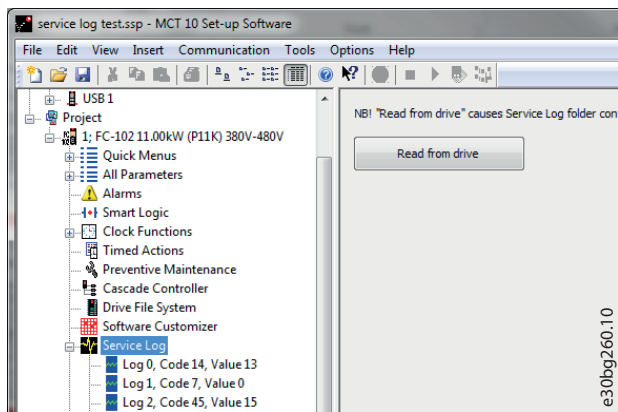 service log test.ssp - MCT 10 Set-up Software
File Edit View Insert Communication Tools Options Help
USB 1
Project
1; FC-102 11.00kW (P11K) 380V-480V
Quick Menus
All Parameters
Alarms
Smart Logic
Clock Functions
Timed Actions
Preventive Maintenance
Cascade Controller
Drive File System
Software Customizer
Service Log
Log 0, Code 14, Value 13
Log 1, Code 7, Value 0
Log 2, Code 45, Value 15
NB! "Read from drive" causes Service Log folder con
Read from drive
e30bg260.10